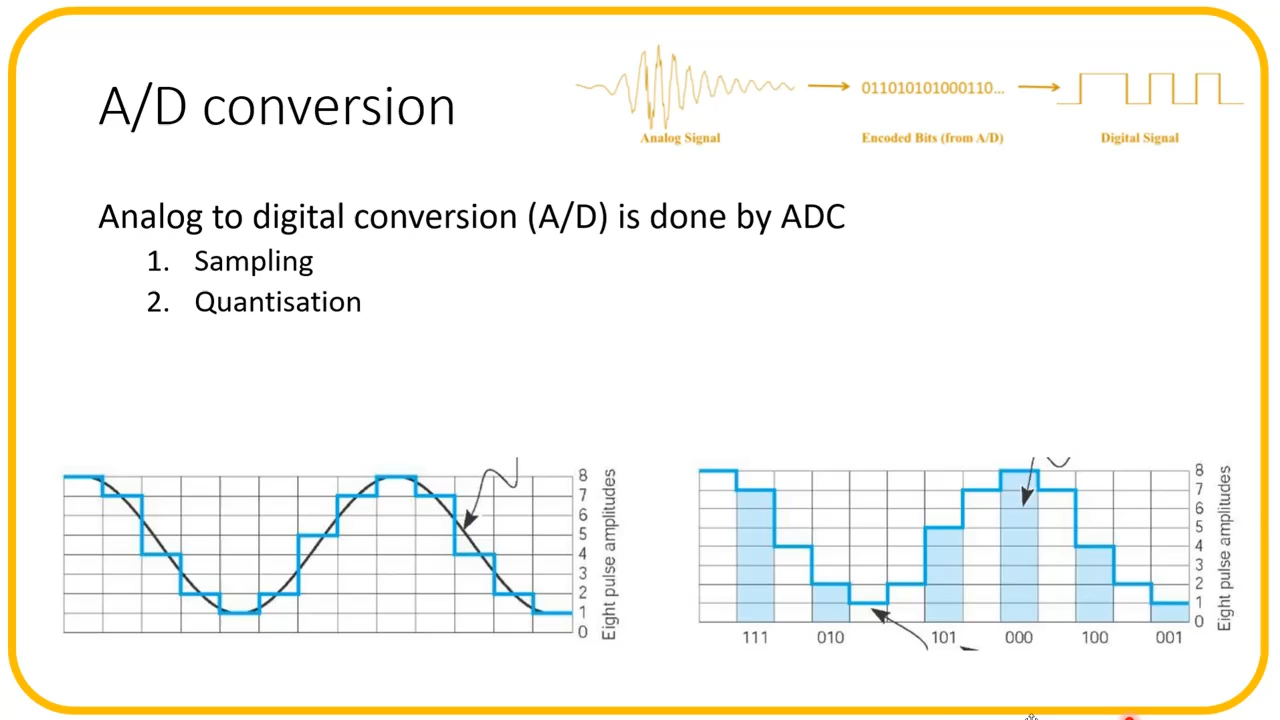 A/D conversion
011010101000110...
Analog Signal
Encoded Bits (from A/D)
Digital Signal
Analog to digital conversion (A/D) is done by ADC
1. Sampling
2. Quantisation
8
7
6
5
4
3
2
1
0
Eight pulse amplitudes
8
7
6
5
4
3
2
1
0
Eight pulse amplitudes
111 010 101 000 100 001